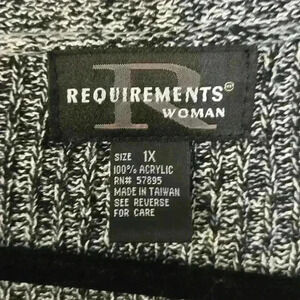 R
REQUIREMENTS®
WOMAN
SIZE 1X
100% ACRYLIC
RN# 57895
MADE IN TAIWAN
SEE REVERSE
FOR CARE